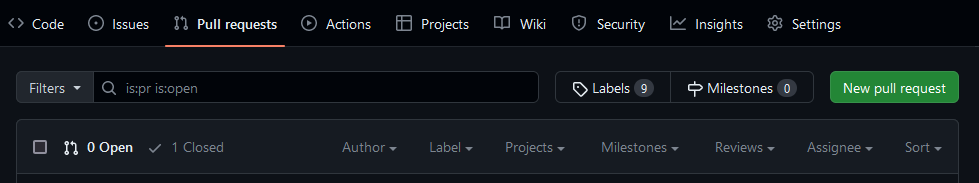 Code Issues Pull requests Actions Projects Wiki Security Insights Settings
Filters is:pr is:open Labels 9 Milestones 0 New pull request
0 Open 1 Closed Author Label Projects Milestones Reviews Assignee Sort